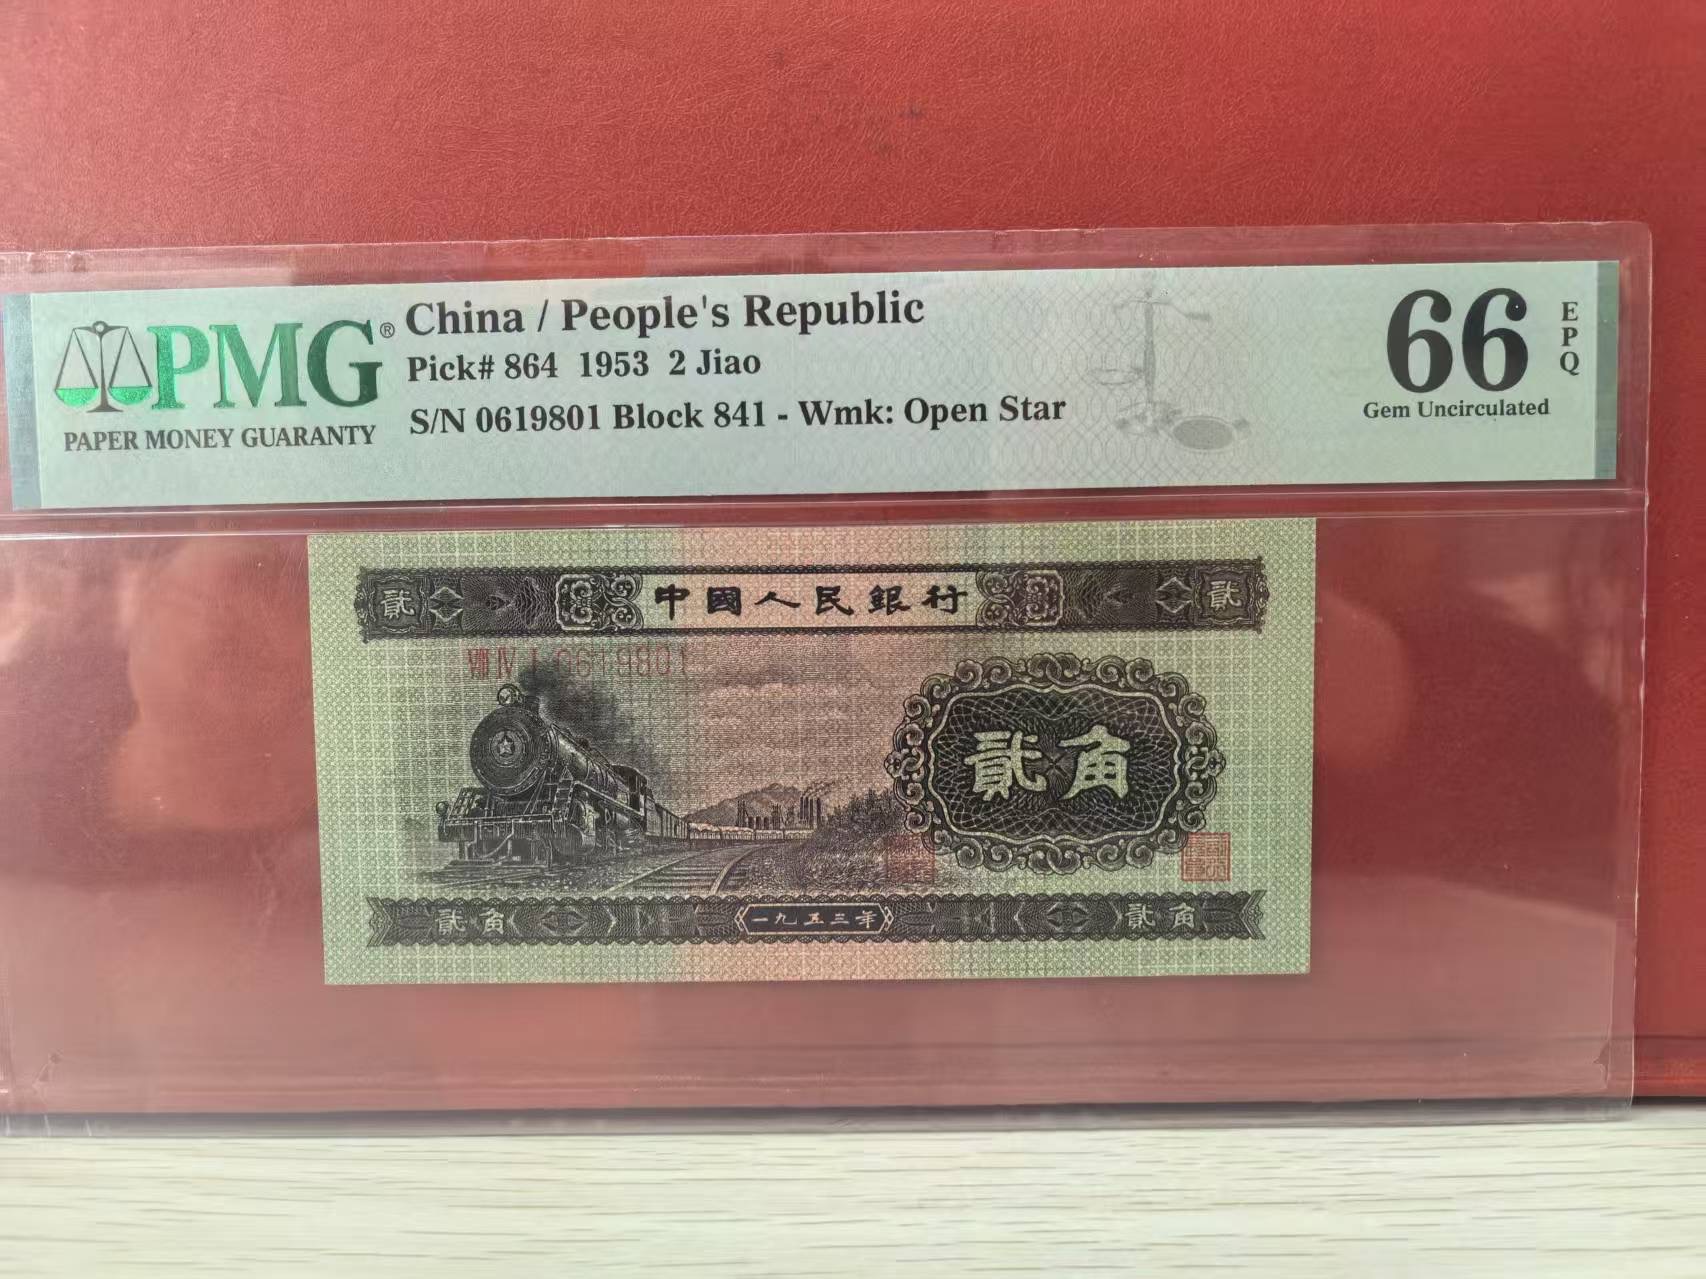 PMG®
PAPER MONEY GUARANTY
China / People's Republic
Pick# 864 1953 2 Jiao
S/N 0619801 Block 841 - Wmk: Open Star
66
EPQ
Gem Uncirculated
貳 中國人民銀行 貳
VIII IV I 0619801
貳角
貳角 一九五三年 貳角